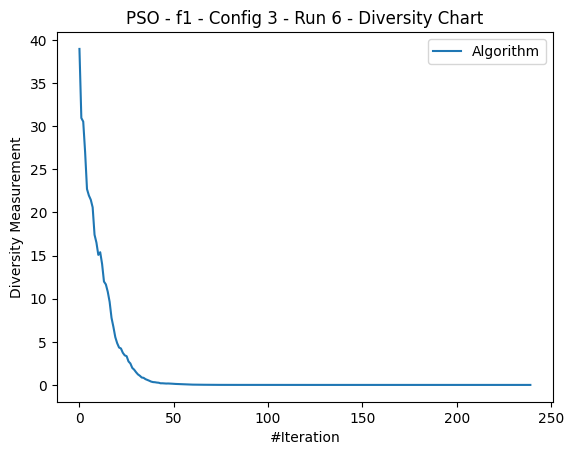 PSO - f1 - Config 3 - Run 6 - Diversity Chart
Algorithm
Diversity Measurement
40
35
30
25
20
15
10
5
0
0 50 100 150 200 250
#Iteration